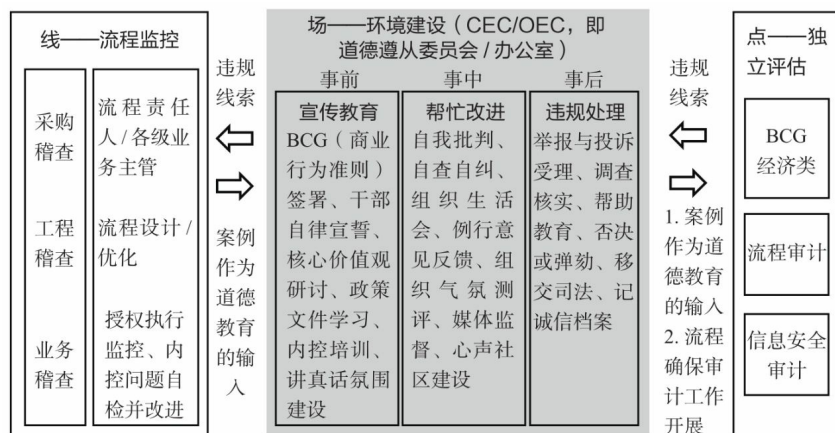 线——流程监控
采购
稽查
工程
稽查
业务
稽查
流程责任
人/各级业
务主管
流程设计/
优化
授权执行
监控、内
控问题自
检并改进
违规
线索
案例
作为
道德
教育
的输
入
场——环境建设(CEC/OEC,即
道德遵从委员会/办公室)
事前
事中
事后
宣传教育
BCG(商业
行为准则)
签署、干部
自律宣誓、
核心价值观
研讨、政策
文件学习、
内控培训、
讲真话氛围
建设
帮忙改进
自我批判、
自查自纠、
组织生活
会、例行意
见反馈、组
织气氛测
评、媒体监
督、心声社
区建设
违规处理
举报与投诉
受理、调查
核实、帮助
教育、否决
或弹劾、移
交司法、记
诚信档案
违规
线索
1. 案例
作为道
德教育
的输入
2. 流程
确保审
计工作
开展
点——独
立评估
BCG
经济类
流程审计
信息安全
审计